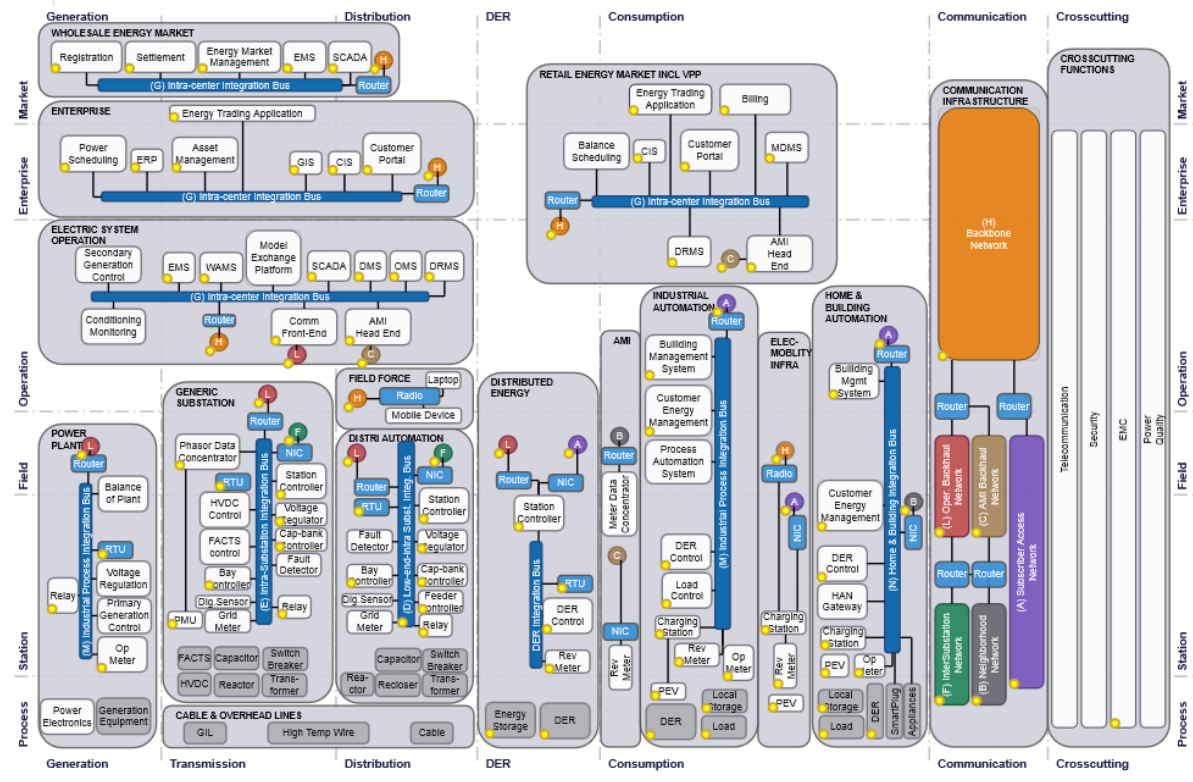 Generation
Distribution
DER
Consumption
Communication
Crosscutting
Market
Enterprise
Operation
Field
Station
Process
WHOLESALE ENERGY MARKET
Registration
Settlement
Energy Market
Management
EMS
SCADA
H
(G) Intra-center Integration Bus
Router
ENTERPRISE
Energy Trading Application
Power
Scheduling
ERP
Asset
Management
GIS
CIS
Customer
Portal
H
(G) Intra-center Integration Bus
Router
ELECTRIC SYSTEM
OPERATION
Secondary
Generation
Control
EMS
WAMS
Model
Exchange
Platform
SCADA
DMS
OMS
DRMS
(G) Intra-center Integration Bus
Conditioning
Monitoring
Router
H
Comm
Front-End
L
AMI
Head End
C
RETAIL ENERGY MARKET INCL VPP
Energy Trading
Application
Billing
Balance
Scheduling
CIS
Customer
Portal
MDMS
Router
(G) Intra-center Integration Bus
H
DRMS
C
AMI
Head
End
POWER
PLANT
L
Router
Balance
of Plant
RTU
Relay
Voltage
Regulation
Primary
Generation Control
Op
Meter
(M) Industrial Process Integration Bus
Power
Electronics
Generation
Equipment
GENERIC
SUBSTATION
L
Router
F
NIC
Phasor Data
Concentrator
RTU
Station
Controller
HVDC
Control
Voltage
Regulator
FACTS
control
Cap-bank
Controller
Bay
Controller
Fault
Detector
Dig.Sensor
PMU
Grid
Meter
Relay
(E) Intra-Substation Integration Bus
FACTS
Capacitor
Switch
Breaker
HVDC
Reactor
Trans-
former
FIELD FORCE
Laptop
H
Radio
Mobile Device
DISTRI AUTOMATION
L
F
NIC
Router
RTU
Station
Controller
Fault
Detector
Voltage
Regulator
Bay
Controller
Cap-bank
Controller
Dig.Sensor
Feeder
Controller
Grid
Meter
Relay
(D) Low-end-Intra Subst. Integ. Bus
Capacitor
Switch
Breaker
Rea-
ctor
Recloser
Trans-
former
CABLE & OVERHEAD LINES
GIL
High Temp Wire
Cable
DISTRIBUTED
ENERGY
L
A
Router
NIC
Station
Controller
RTU
DER
Control
Rev
Meter
DER Integration Bus
Energy
Storage
DER
AMI
B
Router
Meter Data
Concentrator
C
NIC
Rev
Meter
INDUSTRIAL
AUTOMATION
A
Router
Buillding
Management
System
Customer
Energy
Management
Process
Automation
System
DER
Control
Load
Control
Charging
Station
Rev
Meter
Op
Meter
PEV
(M) Industrial Process Integration Bus
Local
Storage
DER
Load
ELEC-
MOBLITY
INFRA
H
Radio
A
NIC
Charging
Station
Rev
Meter
PEV
HOME &
BUILDING
AUTOMATION
A
Router
Buillding
Mgmt
System
B
NIC
Customer Energy
Management
DER
Control
HAN
Gateway
Charging
Station
PEV
Op
Meter
(N) Home & Building Integration Bus
Local
Storage
Load
DER
SmartPlug
Appliances
COMMUNICATION
INFRASTRUCTURE
(H)
Backbone
Network
Router
Router
(L) Oper. Backhaul
Network
(C) AMI Backhaul
Network
(A) Subscriber Access
Network
Router
Router
(F) InterSubstation
Network
(B) Neighborhood
Network
CROSSCUTTING
FUNCTIONS
Telecommunication
Security
EMC
Power
Quality
Market
Enterprise
Operation
Field
Station
Process
Generation
Transmission
Distribution
DER
Consumption
Communication
Crosscutting